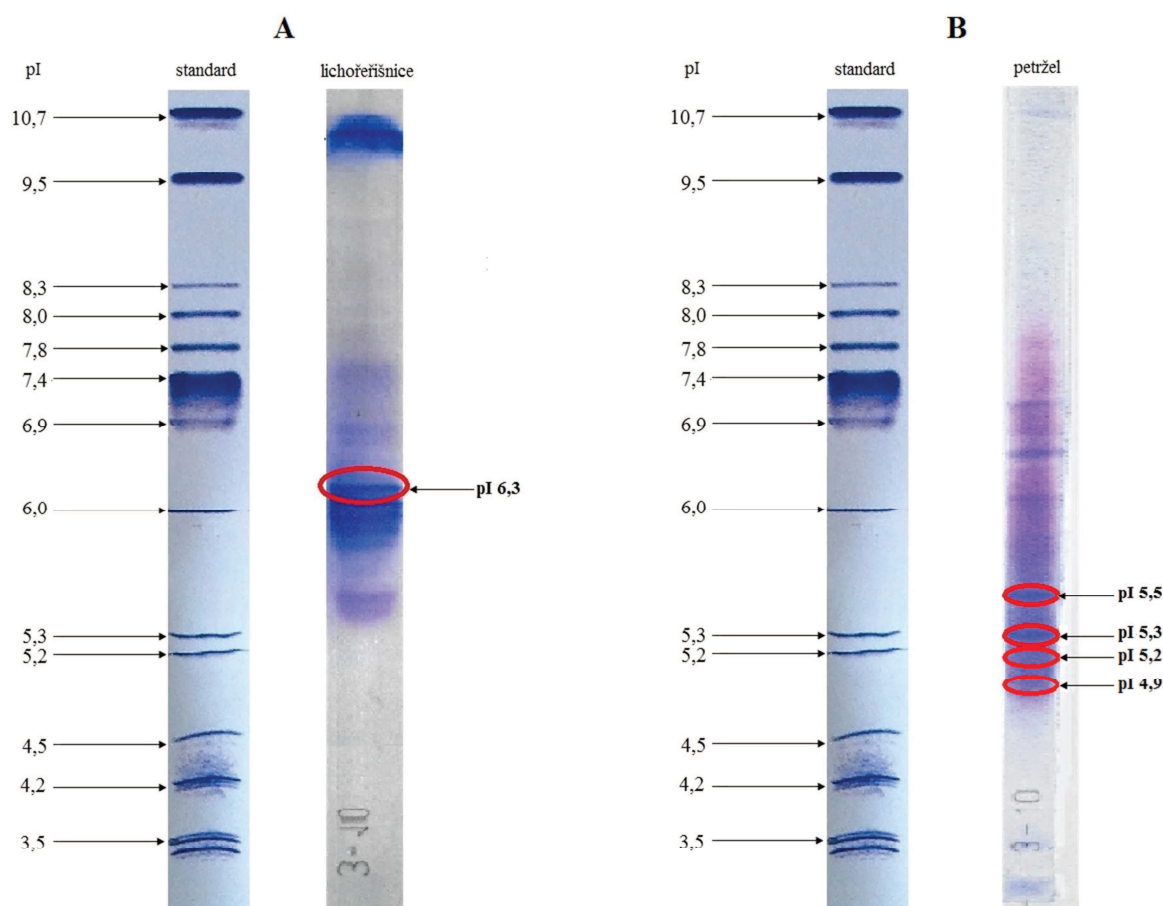 A
pI
standard
lichořeřišnice
10,7
9,5
8,3
8,0
7,8
7,4
6,9
6,0
5,3
5,2
4,5
4,2
3,5
pI 6,3
3-10
B
pI
standard
petržel
10,7
9,5
8,3
8,0
7,8
7,4
6,9
6,0
5,3
5,2
4,5
4,2
3,5
pI 5,5
pI 5,3
pI 5,2
pI 4,9
3-10